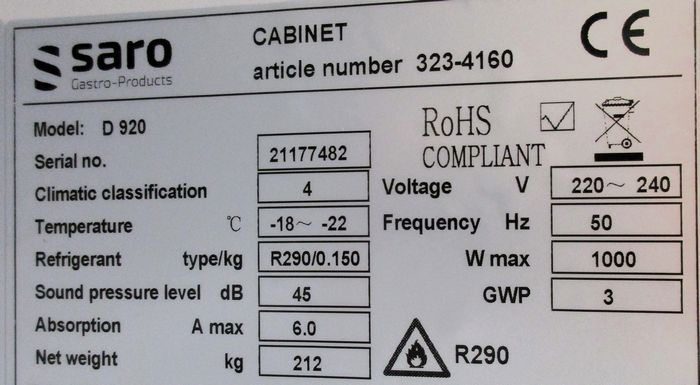 saro
Gastro-Products
CABINET
article number 323-4160
CE
Model: D 920
RoHS
COMPLIANT
Serial no. 21177482
Climatic classification 4
Voltage V 220~ 240
Temperature ℃ -18~ -22
Frequency Hz 50
Refrigerant type/kg R290/0.150
W max 1000
Sound pressure level dB 45
GWP 3
Absorption A max 6.0
Net weight kg 212
R290